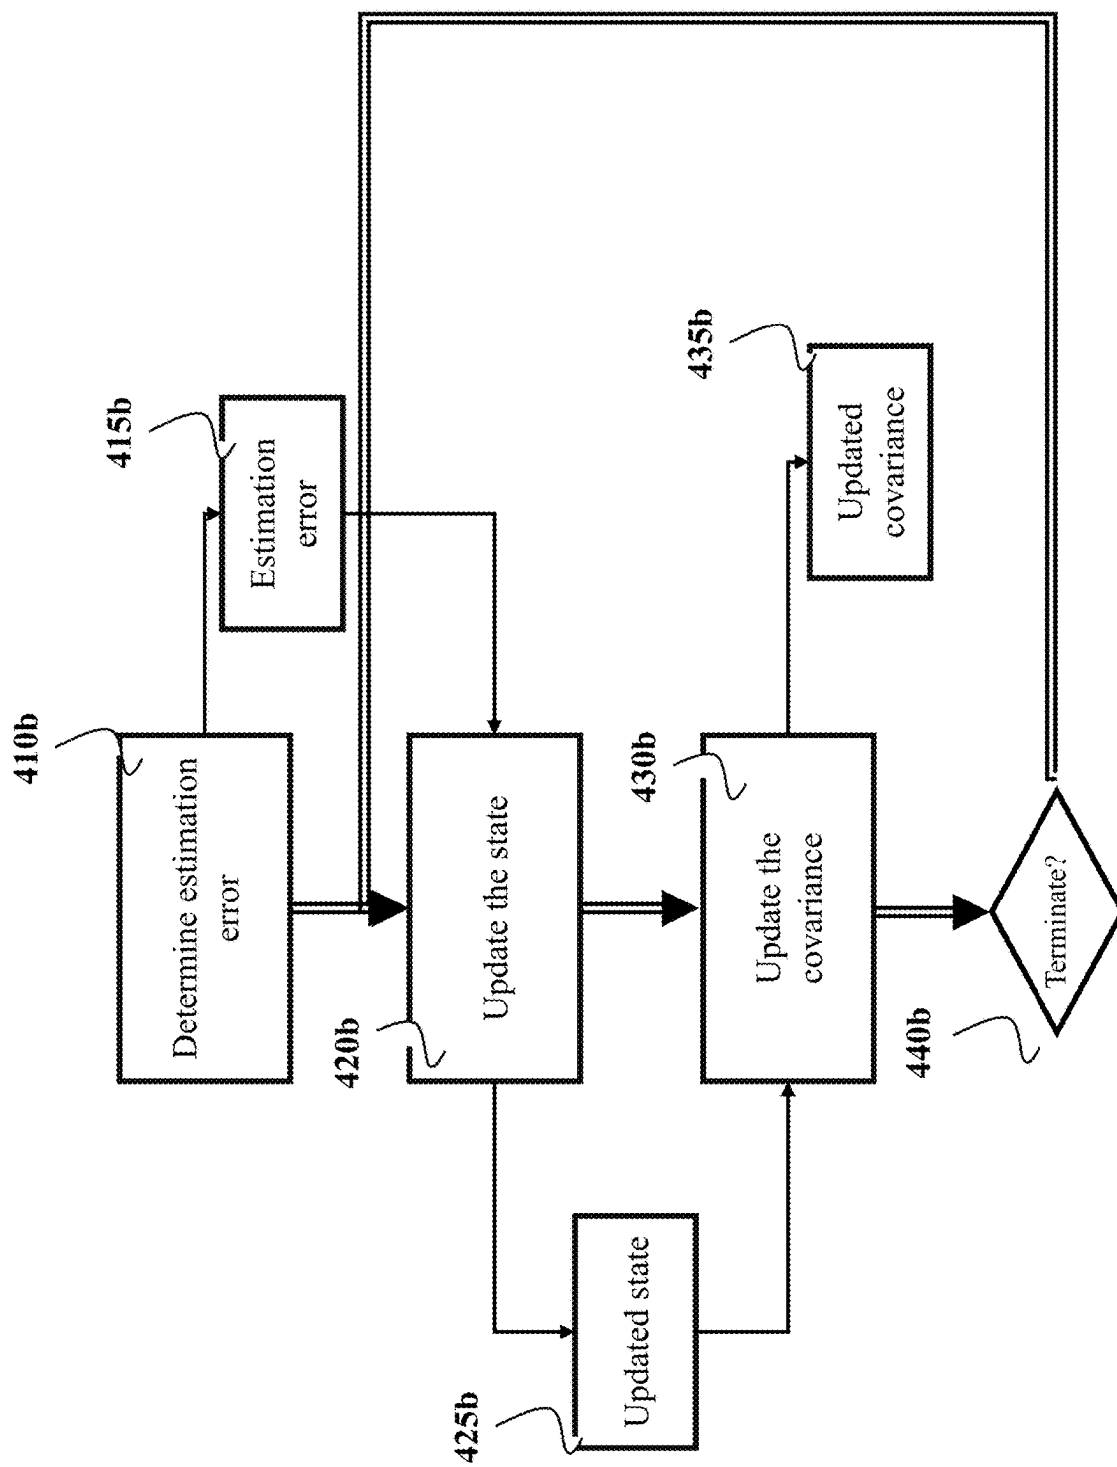 410b
Determine estimation
error
415b
Estimation
error
420b
Update the state
425b
Updated state
430b
Update the
covariance
435b
Updated
covariance
440b
Terminate?